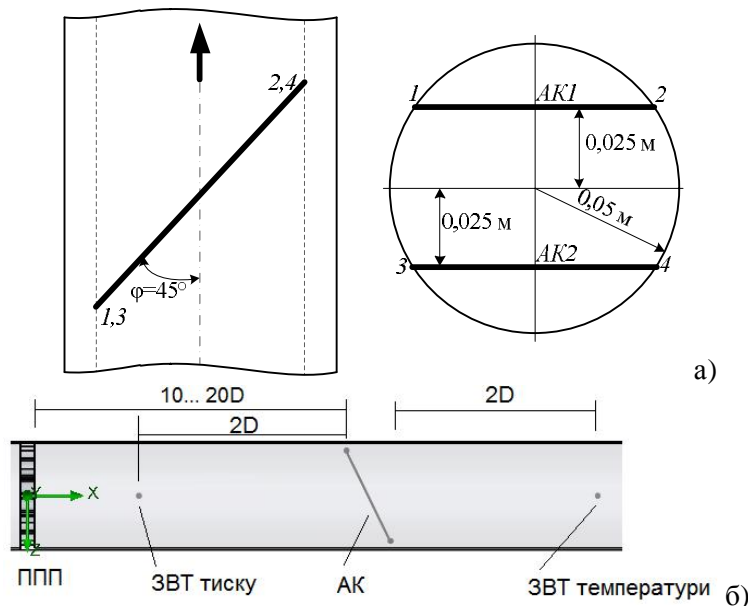 2,4
φ=45°
1,3
1
АК1
2
0,025 м
0,025 м
0,05 м
3
АК2
4
а)
10... 20D
2D
2D
X
Y
Z
ППП
ЗВТ тиску
АК
ЗВТ температури
б)